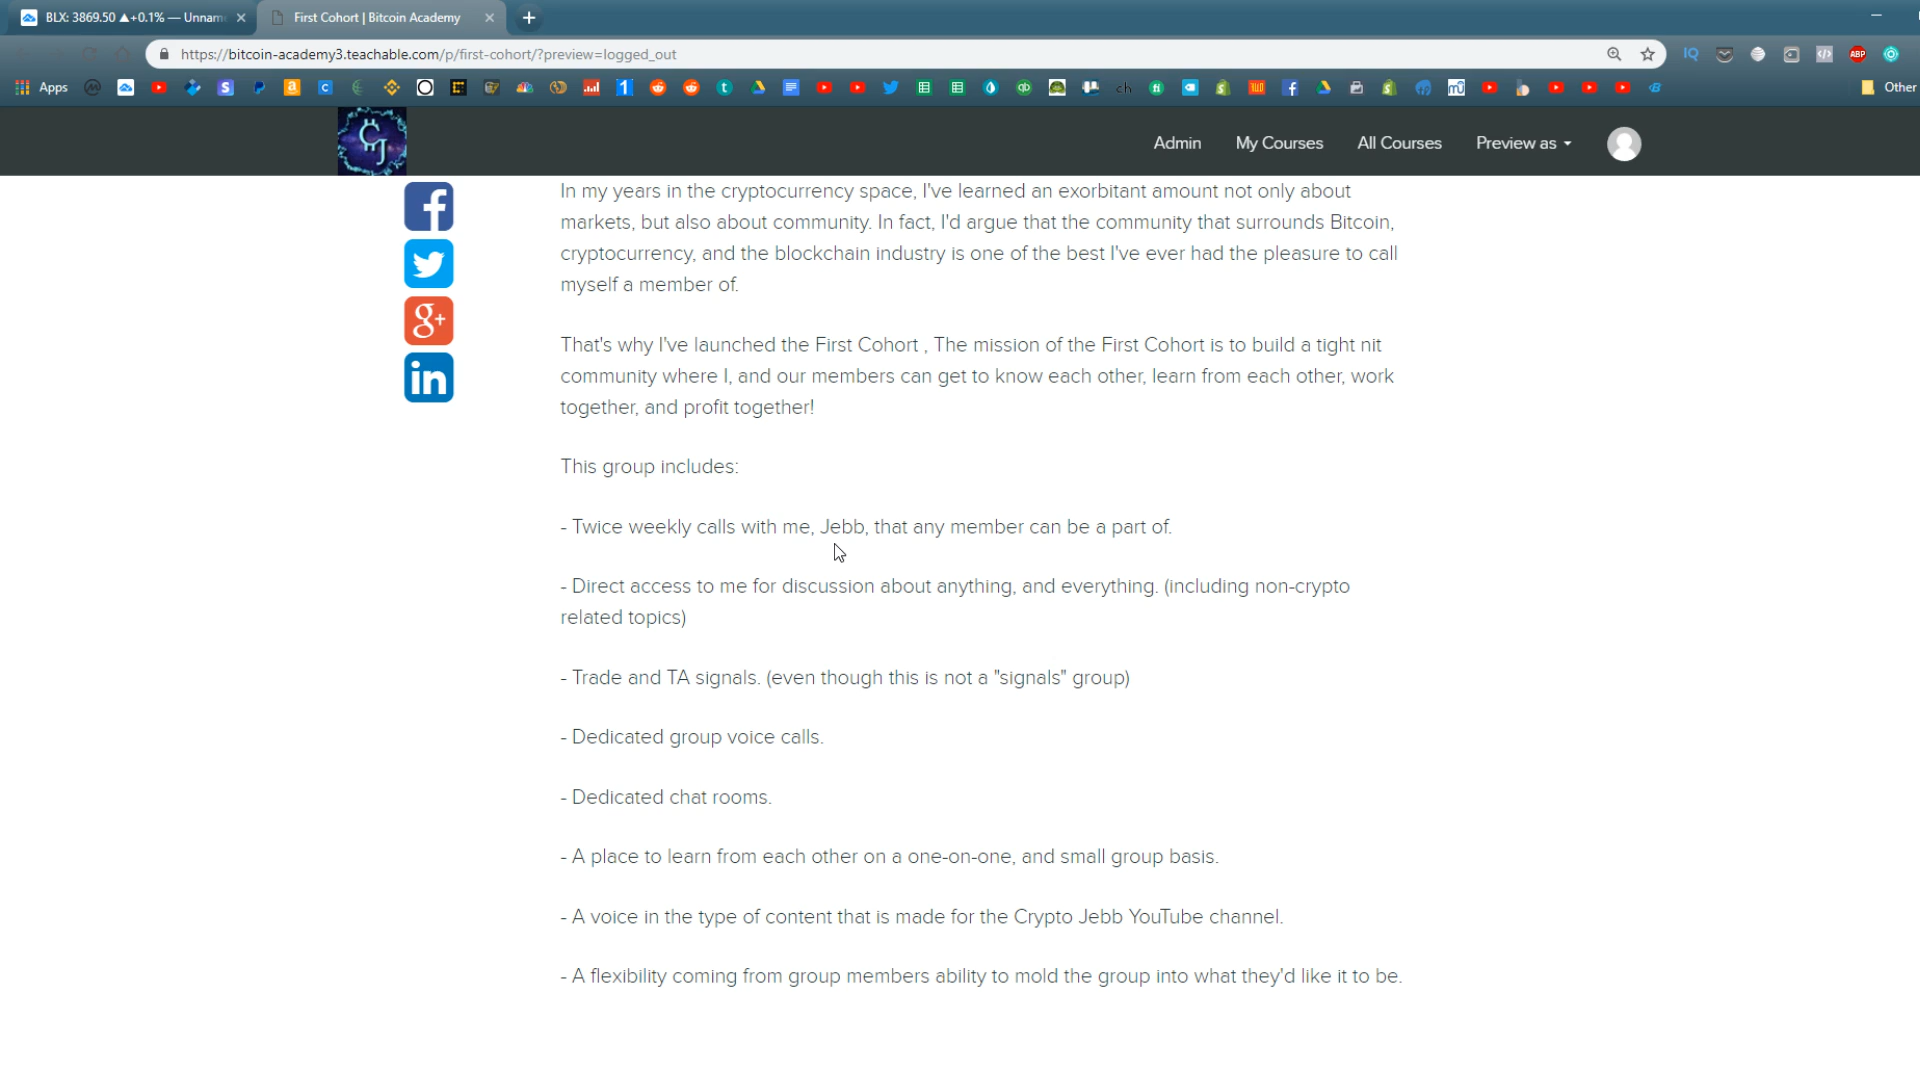 BLX: 3869.50 ▲+0.1% — Unnam
First Cohort | Bitcoin Academy
https://bitcoin-academy3.teachable.com/p/first-cohort/?preview=logged_out
Apps
Other
Admin
My Courses
All Courses
Preview as
In my years in the cryptocurrency space, I've learned an exorbitant amount not only about
markets, but also about community. In fact, I'd argue that the community that surrounds Bitcoin,
cryptocurrency, and the blockchain industry is one of the best I've ever had the pleasure to call
myself a member of.
That's why I've launched the First Cohort , The mission of the First Cohort is to build a tight nit
community where I, and our members can get to know each other, learn from each other, work
together, and profit together!
This group includes:
- Twice weekly calls with me, Jebb, that any member can be a part of.
- Direct access to me for discussion about anything, and everything. (including non-crypto
related topics)
- Trade and TA signals. (even though this is not a "signals" group)
- Dedicated group voice calls.
- Dedicated chat rooms.
- A place to learn from each other on a one-on-one, and small group basis.
- A voice in the type of content that is made for the Crypto Jebb YouTube channel.
- A flexibility coming from group members ability to mold the group into what they'd like it to be.